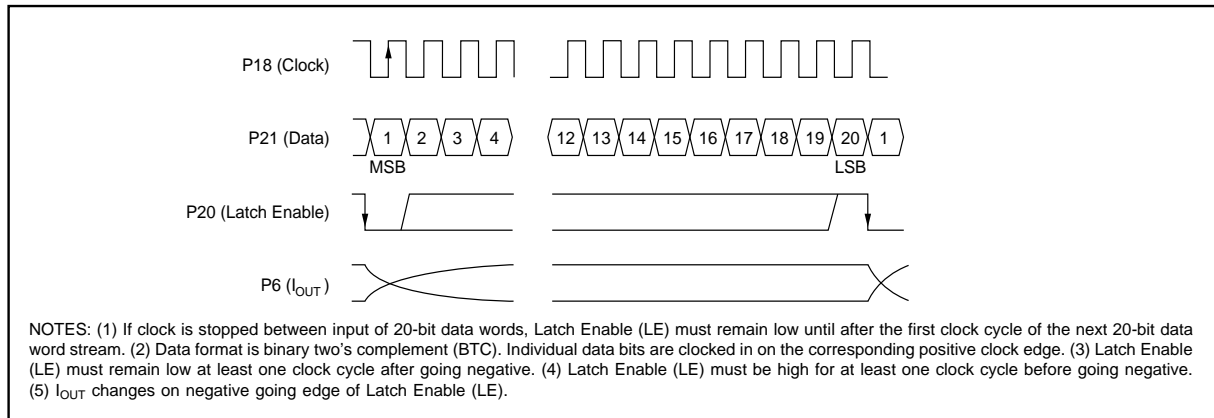 P18 (Clock)
P21 (Data)
1 2 3 4 12 13 14 15 16 17 18 19 20 1
MSB LSB
P20 (Latch Enable)
P6 (IOUT)
NOTES: (1) If clock is stopped between input of 20-bit data words, Latch Enable (LE) must remain low until after the first clock cycle of the next 20-bit data
word stream. (2) Data format is binary two's complement (BTC). Individual data bits are clocked in on the corresponding positive clock edge. (3) Latch Enable
(LE) must remain low at least one clock cycle after going negative. (4) Latch Enable (LE) must be high for at least one clock cycle before going negative.
(5) IOUT changes on negative going edge of Latch Enable (LE).